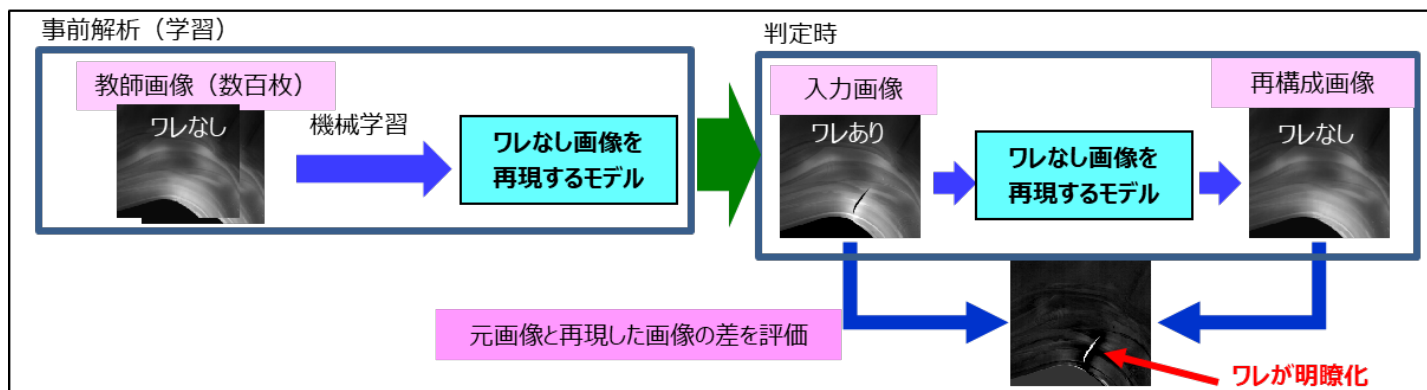 事前解析（学習）
教師画像（数百枚）
ワレなし
機械学習
ワレなし画像を
再現するモデル
判定時
入力画像
ワレあり
ワレなし画像を
再現するモデル
再構成画像
ワレなし
元画像と再現した画像の差を評価
ワレが明瞭化